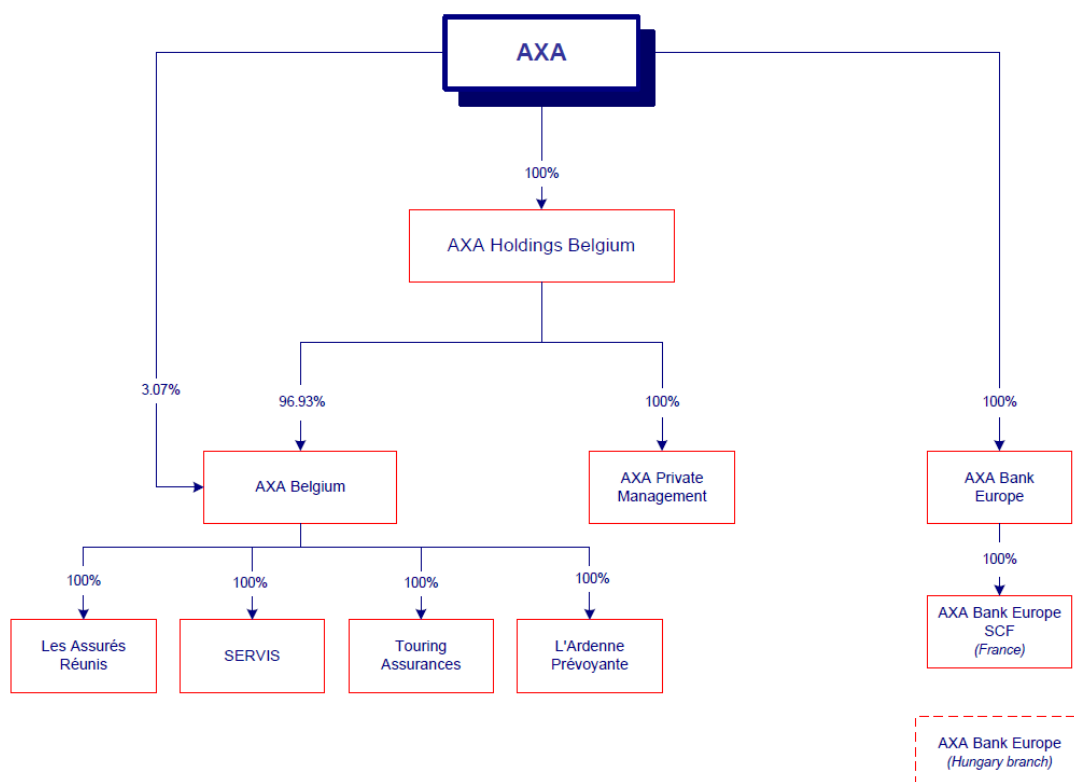 AXA
100%
AXA Holdings Belgium
3.07%
96.93%
100%
100%
AXA Belgium
AXA Private
Management
AXA Bank
Europe
100%
100%
100%
100%
100%
Les Assurés
Réunis
SERVIS
Touring
Assurances
L'Ardenne
Prévoyante
AXA Bank Europe
SCF
(France)
AXA Bank Europe
(Hungary branch)